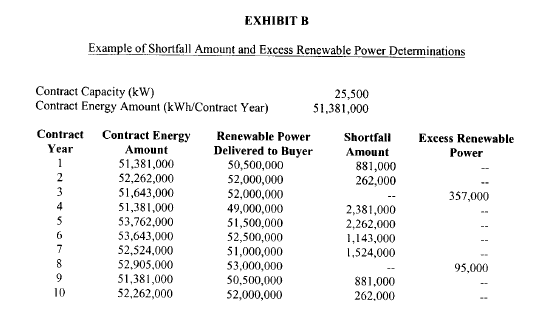 EXHIBIT B
Example of Shortfall Amount and Excess Renewable Power Determinations
Contract Capacity (kW) 25,500
Contract Energy Amount (kWh/Contract Year) 51,381,000
Contract Contract Energy Renewable Power Shortfall Excess Renewable
Year Amount Delivered to Buyer Amount Power
1 51,381,000 50,500,000 881,000 --
2 52,262,000 52,000,000 262,000 --
3 51,643,000 52,000,000 -- 357,000
4 51,381,000 49,000,000 2,381,000 --
5 53,762,000 51,500,000 2,262,000 --
6 53,643,000 52,500,000 1,143,000 --
7 52,524,000 51,000,000 1,524,000 --
8 52,905,000 53,000,000 -- 95,000
9 51,381,000 50,500,000 881,000 --
10 52,262,000 52,000,000 262,000 --